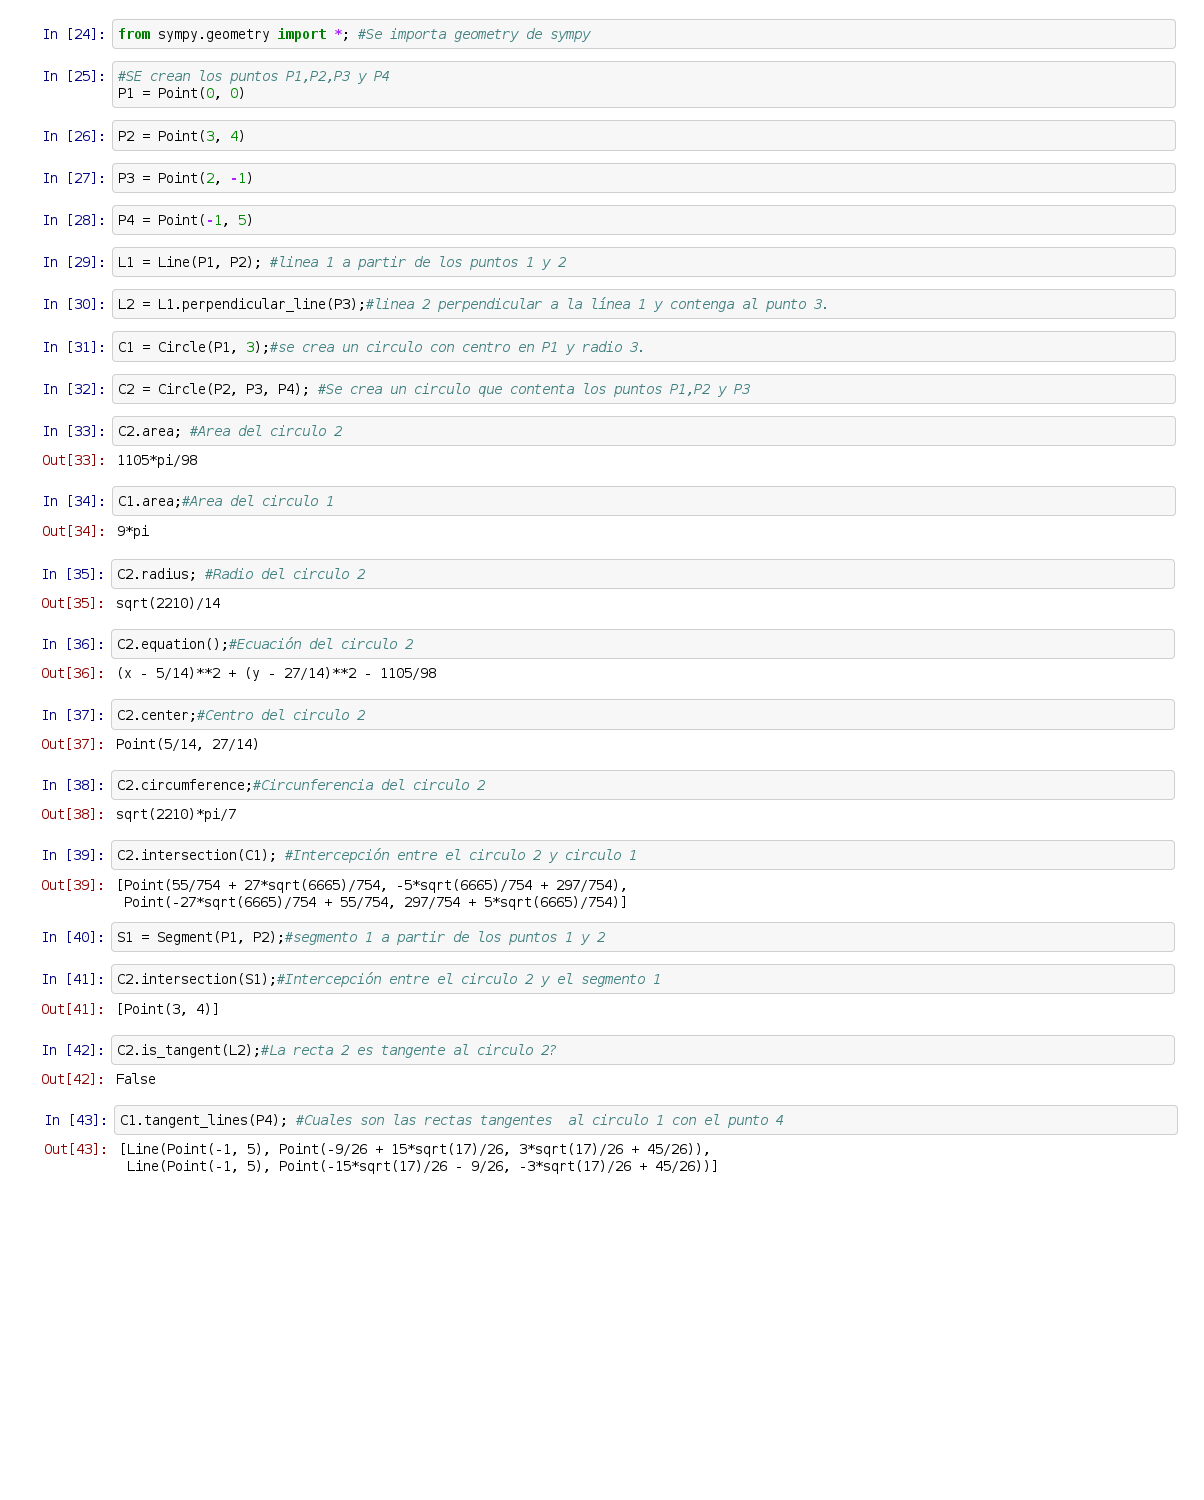 In [24]: from sympy.geometry import *; #Se importa geometry de sympy
In [25]: #SE crean los puntos P1,P2,P3 y P4
P1 = Point(0, 0)
In [26]: P2 = Point(3, 4)
In [27]: P3 = Point(2, -1)
In [28]: P4 = Point(-1, 5)
In [29]: L1 = Line(P1, P2); #linea 1 a partir de los puntos 1 y 2
In [30]: L2 = L1.perpendicular_line(P3);#linea 2 perpendicular a la línea 1 y contenga al punto 3.
In [31]: C1 = Circle(P1, 3);#se crea un circulo con centro en P1 y radio 3.
In [32]: C2 = Circle(P2, P3, P4); #Se crea un circulo que contenta los puntos P1,P2 y P3
In [33]: C2.area; #Area del circulo 2
Out[33]: 1105*pi/98
In [34]: C1.area;#Area del circulo 1
Out[34]: 9*pi
In [35]: C2.radius; #Radio del circulo 2
Out[35]: sqrt(2210)/14
In [36]: C2.equation();#Ecuación del circulo 2
Out[36]: (x - 5/14)**2 + (y - 27/14)**2 - 1105/98
In [37]: C2.center;#Centro del circulo 2
Out[37]: Point(5/14, 27/14)
In [38]: C2.circumference;#Circunferencia del circulo 2
Out[38]: sqrt(2210)*pi/7
In [39]: C2.intersection(C1); #Intercepción entre el circulo 2 y circulo 1
Out[39]: [Point(55/754 + 27*sqrt(6665)/754, -5*sqrt(6665)/754 + 297/754),
Point(-27*sqrt(6665)/754 + 55/754, 297/754 + 5*sqrt(6665)/754)]
In [40]: S1 = Segment(P1, P2);#segmento 1 a partir de los puntos 1 y 2
In [41]: C2.intersection(S1);#Intercepción entre el circulo 2 y el segmento 1
Out[41]: [Point(3, 4)]
In [42]: C2.is_tangent(L2);#La recta 2 es tangente al circulo 2?
Out[42]: False
In [43]: C1.tangent_lines(P4); #Cuales son las rectas tangentes  al circulo 1 con el punto 4
Out[43]: [Line(Point(-1, 5), Point(-9/26 + 15*sqrt(17)/26, 3*sqrt(17)/26 + 45/26)),
Line(Point(-1, 5), Point(-15*sqrt(17)/26 - 9/26, -3*sqrt(17)/26 + 45/26))]